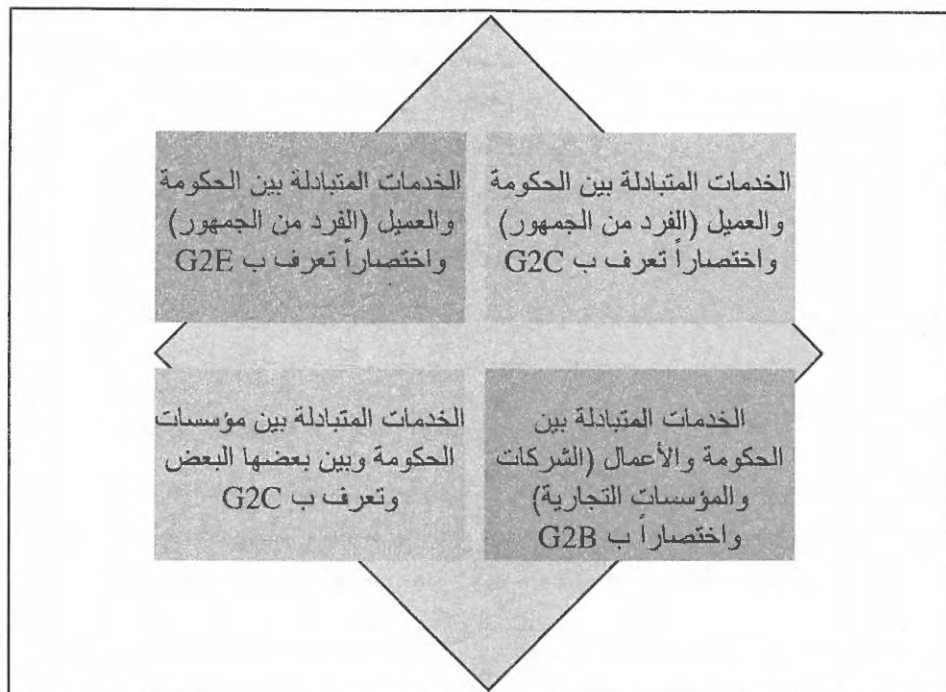 الخدمات المتبادلة بين الحكومة
والعميل (الفرد من الجمهور)
واختصاراً تعرف ب G2C
الخدمات المتبادلة بين الحكومة
والعميل (الفرد من الجمهور)
واختصاراً تعرف ب G2E
الخدمات المتبادلة بين
الحكومة والأعمال (الشركات
والمؤسسات التجارية)
واختصاراً ب G2B
الخدمات المتبادلة بين مؤسسات
الحكومة وبين بعضها البعض
وتعرف ب G2C